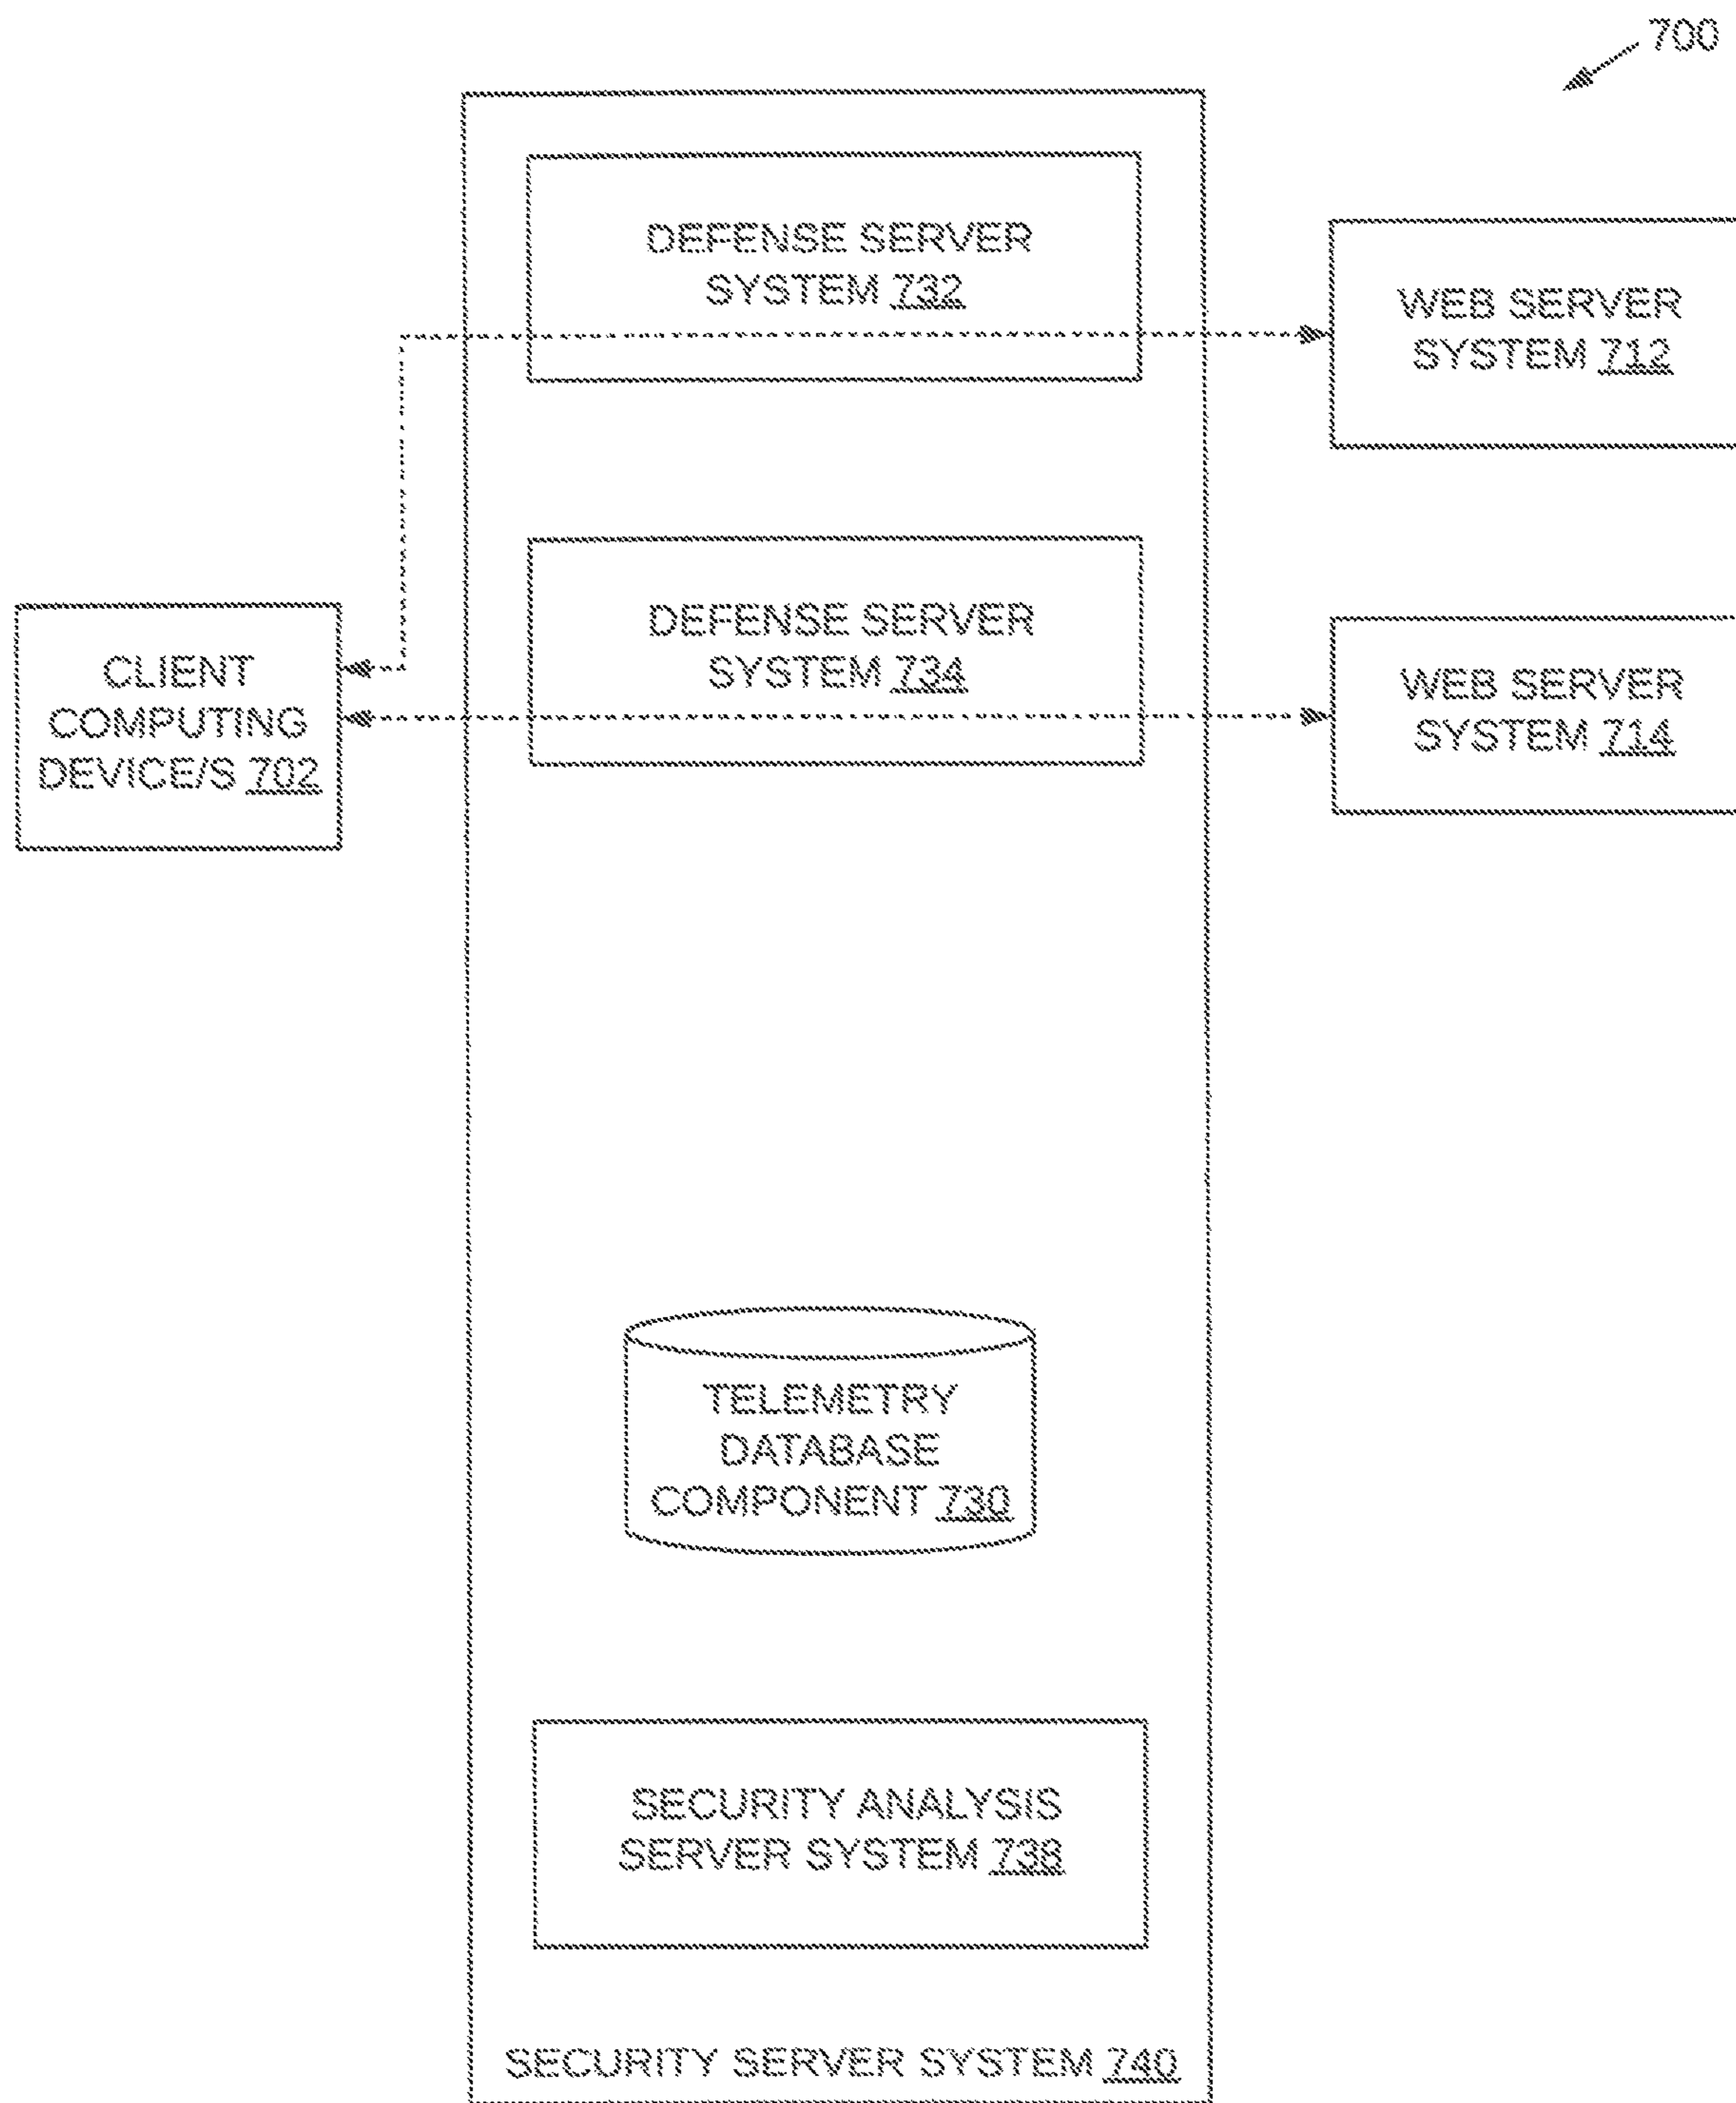 700
DEFENSE SERVER
SYSTEM 732
WEB SERVER
SYSTEM 712
DEFENSE SERVER
SYSTEM 734
WEB SERVER
SYSTEM 714
CLIENT
COMPUTING
DEVICE/S 702
TELEMETRY
DATABASE
COMPONENT 730
SECURITY ANALYSIS
SERVER SYSTEM 738
SECURITY SERVER SYSTEM 740